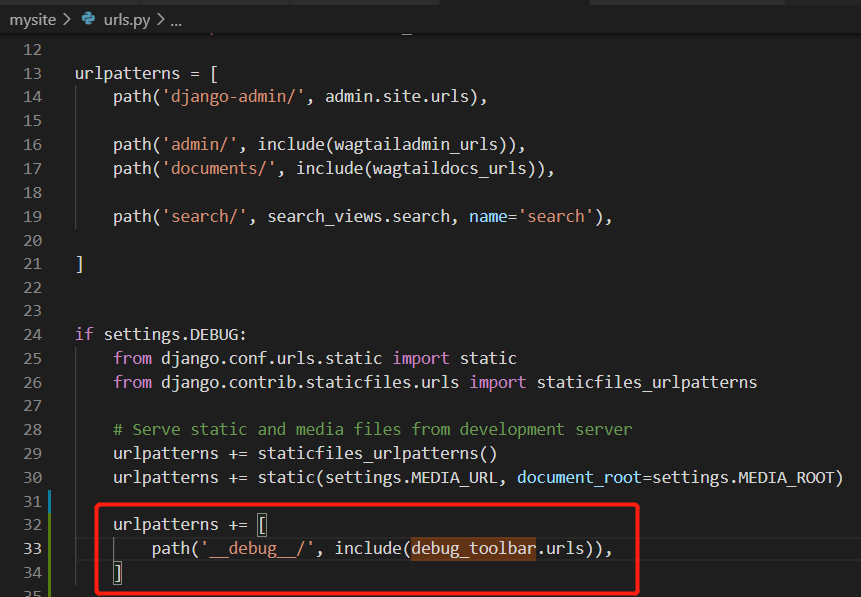 mysite > urls.py > ...
12
13 urlpatterns = [
14     path('django-admin/', admin.site.urls),
15
16     path('admin/', include(wagtailadmin_urls)),
17     path('documents/', include(wagtaildocs_urls)),
18
19     path('search/', search_views.search, name='search'),
20
21 ]
22
23
24 if settings.DEBUG:
25     from django.conf.urls.static import static
26     from django.contrib.staticfiles.urls import staticfiles_urlpatterns
27
28     # Serve static and media files from development server
29     urlpatterns += staticfiles_urlpatterns()
30     urlpatterns += static(settings.MEDIA_URL, document_root=settings.MEDIA_ROOT)
31
32     urlpatterns += [
33         path('__debug__/', include(debug_toolbar.urls)),
34     ]
35